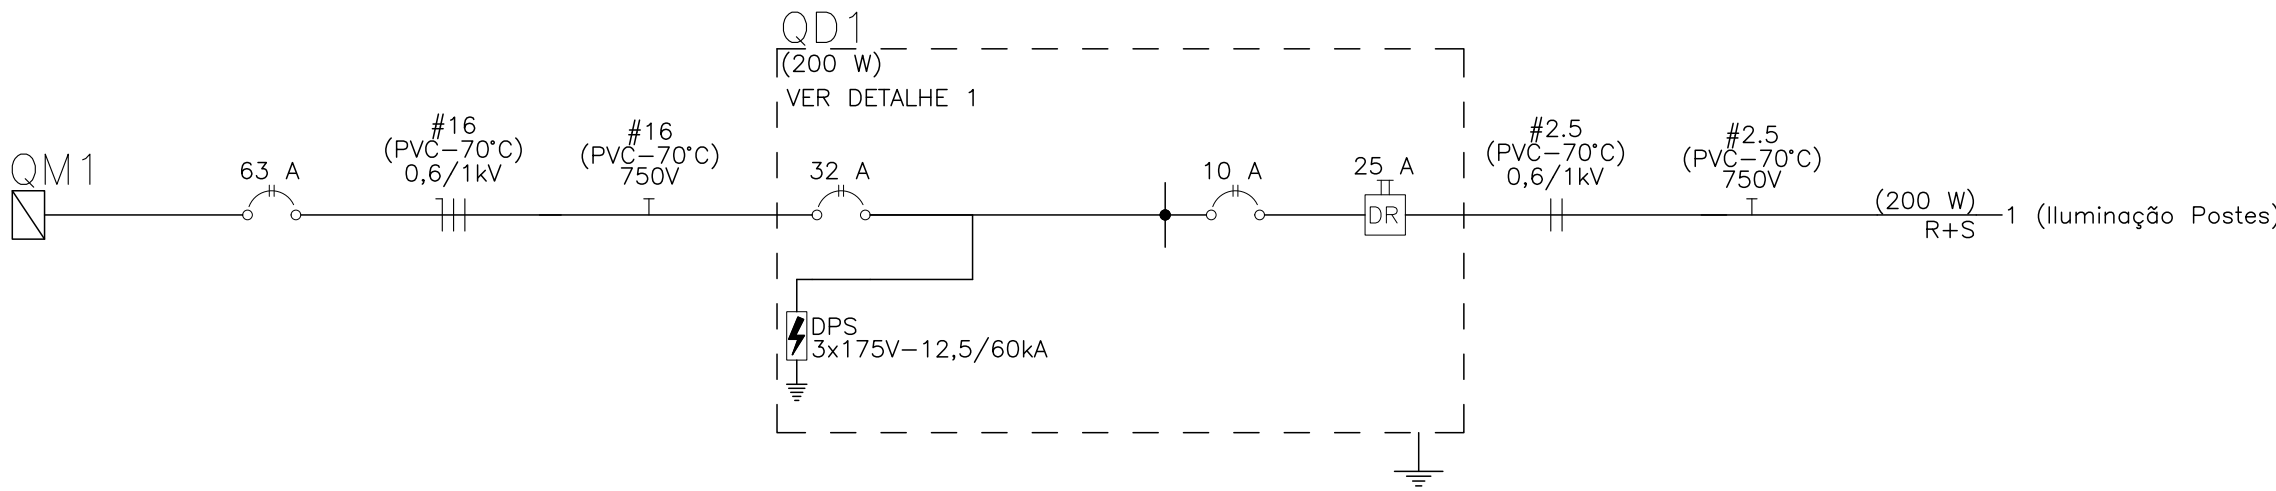 QD1
(200 W)
VER DETALHE 1
QM1
63 A
#16
(PVC-70°C)
0,6/1kV
#16
(PVC-70°C)
750V
32 A
10 A
25 A
DR
#2.5
(PVC-70°C)
0,6/1kV
#2.5
(PVC-70°C)
750V
(200 W)
R+S
1 (Iluminação Postes)
DPS
3x175V-12,5/60kA